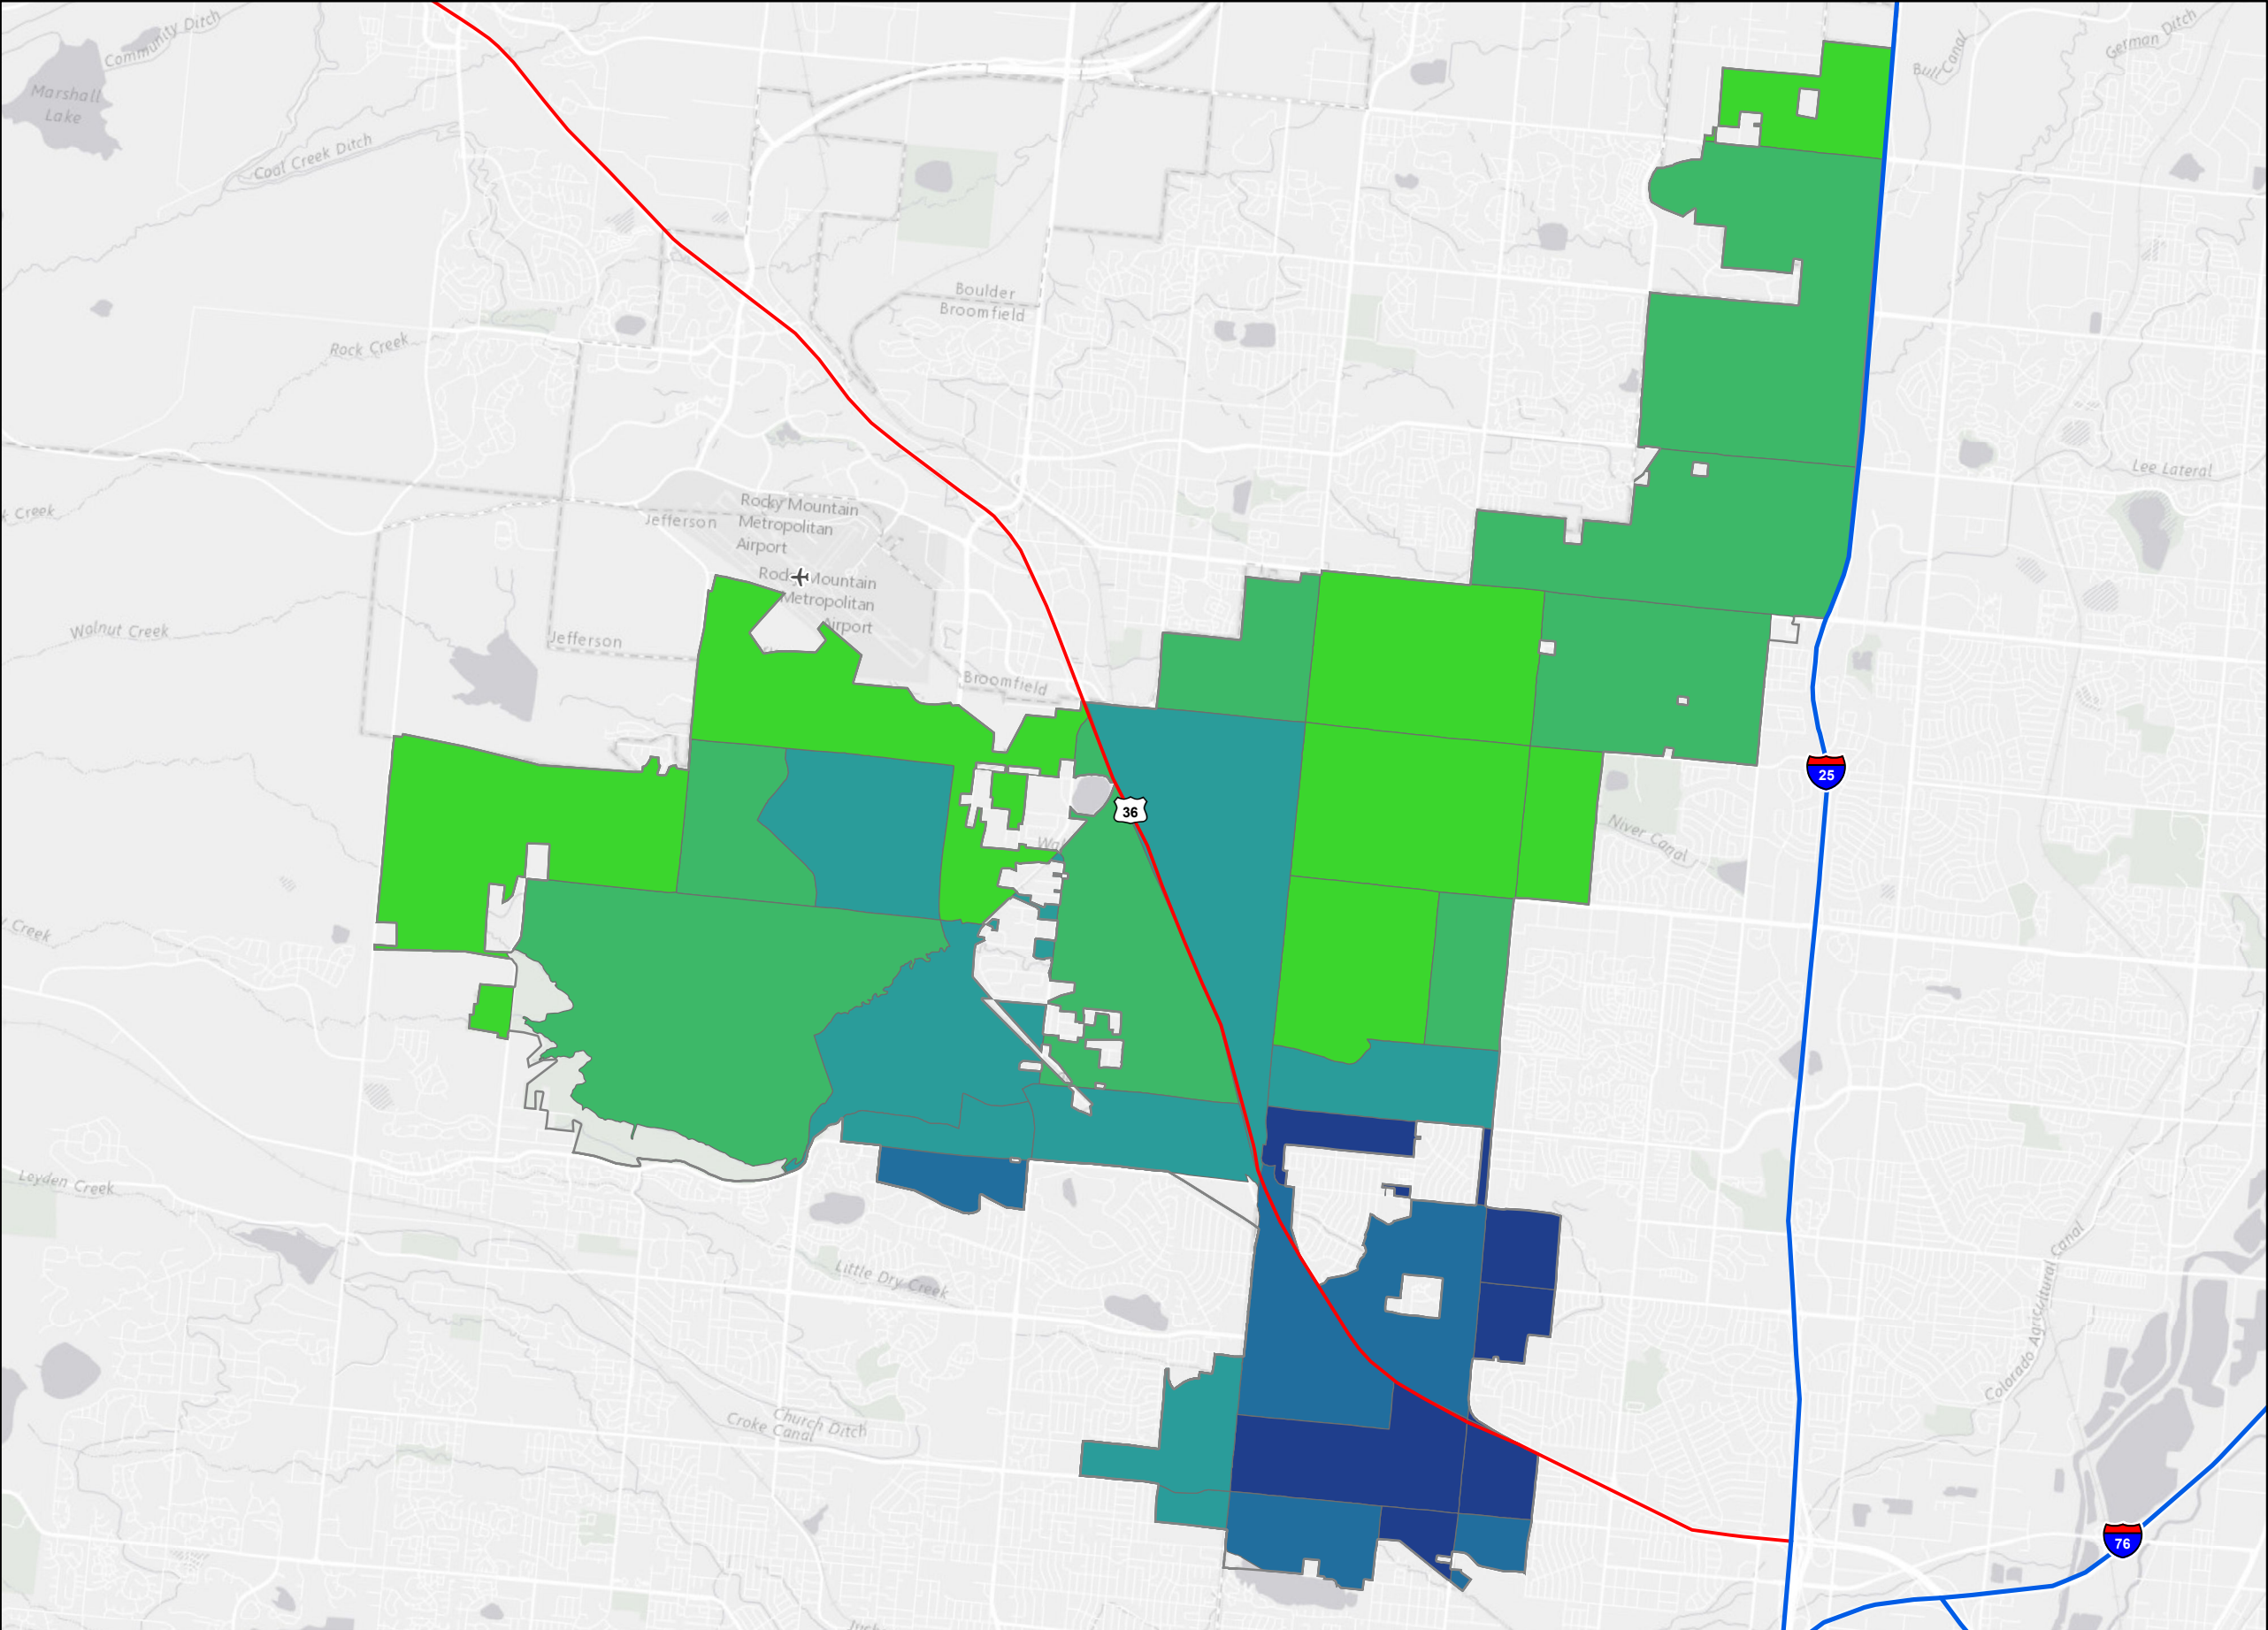 Community Ditch
German Ditch
Bull Canal
Marshall
Lake
Coal Creek Ditch
Boulder
Broomfield
Rock Creek
Lee Lateral
Rocky Mountain
Metropolitan
Airport
Jefferson
k Creek
Mountain
Metropolitan
Airport
Walnut Creek
Jefferson
Broomfield
25
36
Niver Canal
Creek
Leyden Creek
Little Dry Creek
Colorado Agricultural Canal
Church Ditch
Croke Canal
76